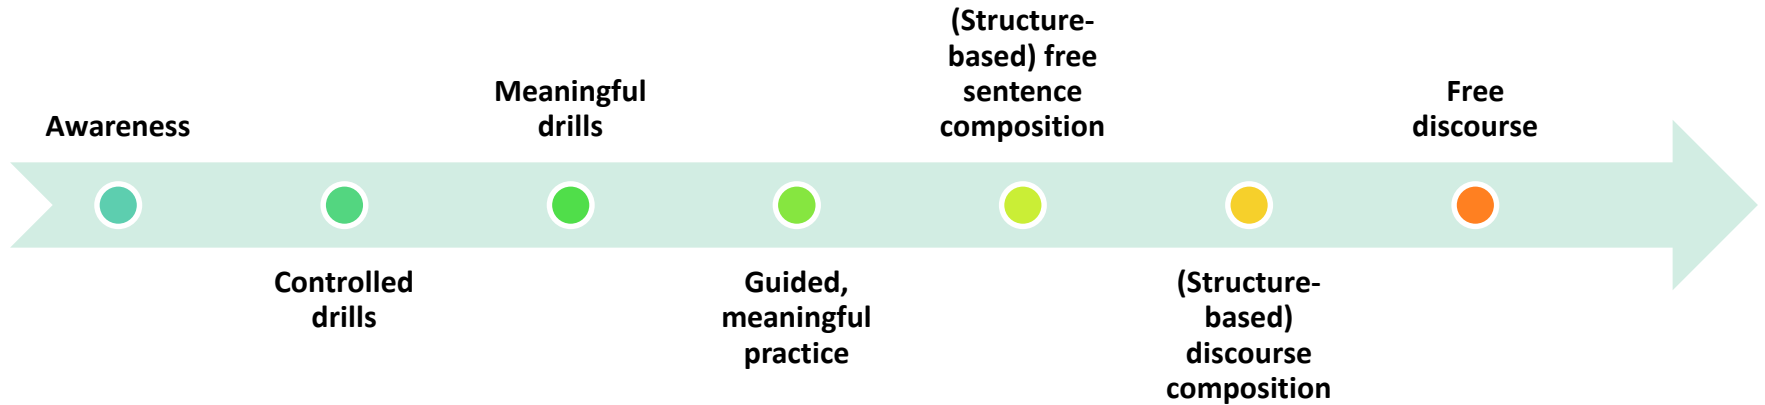 Awareness
Controlled
drills
Meaningful
drills
Guided,
meaningful
practice
(Structure-
based) free
sentence
composition
(Structure-
based)
discourse
composition
Free
discourse